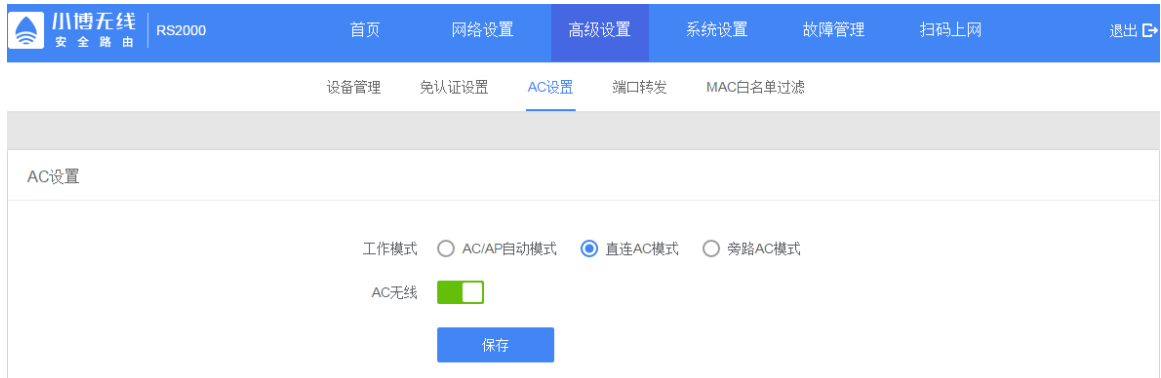 小博无线
安全路由
RS2000
首页 网络设置 高级设置 系统设置 故障管理 扫码上网 退出
设备管理 免认证设置 AC设置 端口转发 MAC白名单过滤
AC设置
工作模式 AC/AP自动模式 直连AC模式 旁路AC模式
AC无线
保存